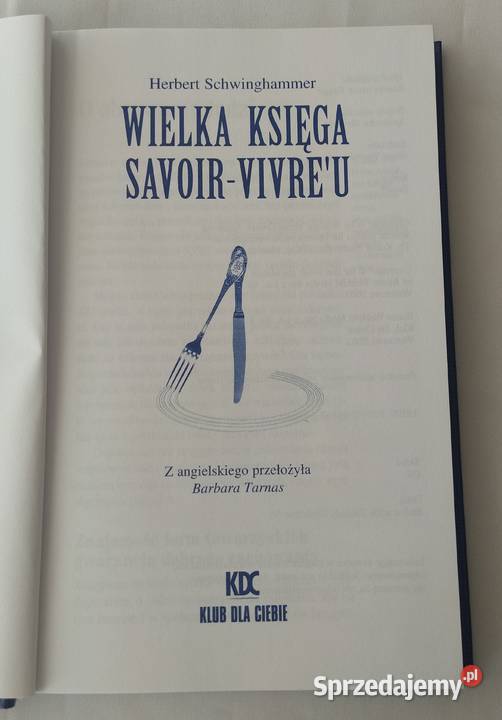 Herbert Schwinghammer
WIELKA KSIĘGA
SAVOIR-VIVRE'U
Z angielskiego przełożyła
Barbara Tarnas
KDC
KLUB DLA CIEBIE
Sprzedajemy.pl